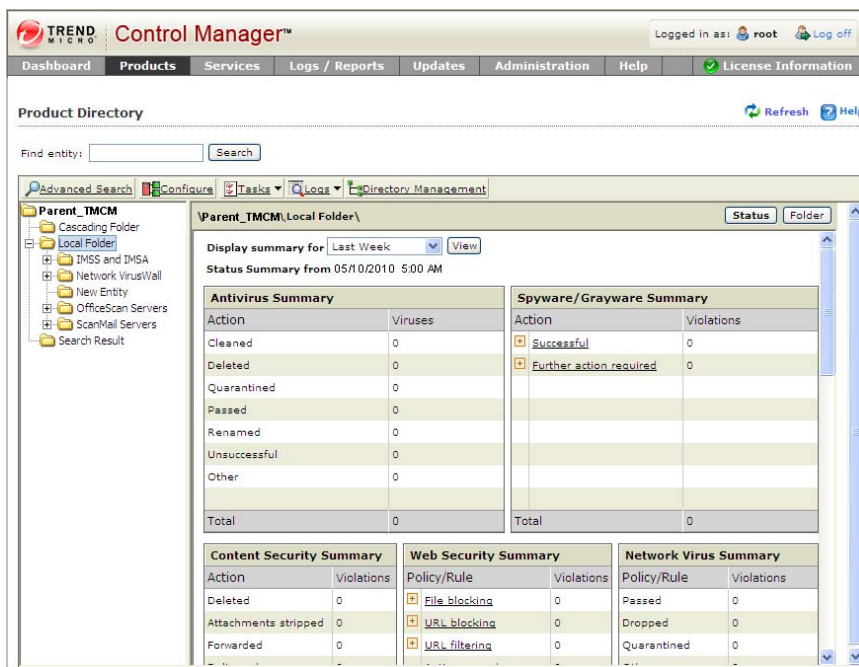 TREND MICRO Control Manager™ Logged in as: root Log off
Dashboard Products Services Logs / Reports Updates Administration Help License Information
Product Directory Refresh Help
Find entity: Search
Advanced Search Configure Tasks Logs Directory Management
Parent_TMCM
Cascading Folder
Local Folder
IMSS and IMSA
Network VirusWall
New Entity
OfficeScan Servers
ScanMail Servers
Search Result
\Parent_TMCM\Local Folder\ Status Folder
Display summary for Last Week View
Status Summary from 05/10/2010 5:00 AM
Antivirus Summary
Action Viruses
Cleaned 0
Deleted 0
Quarantined 0
Passed 0
Renamed 0
Unsuccessful 0
Other 0
Total 0
Spyware/Grayware Summary
Action Violations
Successful 0
Further action required 0
Total 0
Content Security Summary
Action Violations
Deleted 0
Attachments stripped 0
Forwarded 0
Web Security Summary
Policy/Rule Violations
File blocking 0
URL blocking 0
URL filtering 0
Network Virus Summary
Policy/Rule Violations
Passed 0
Dropped 0
Quarantined 0